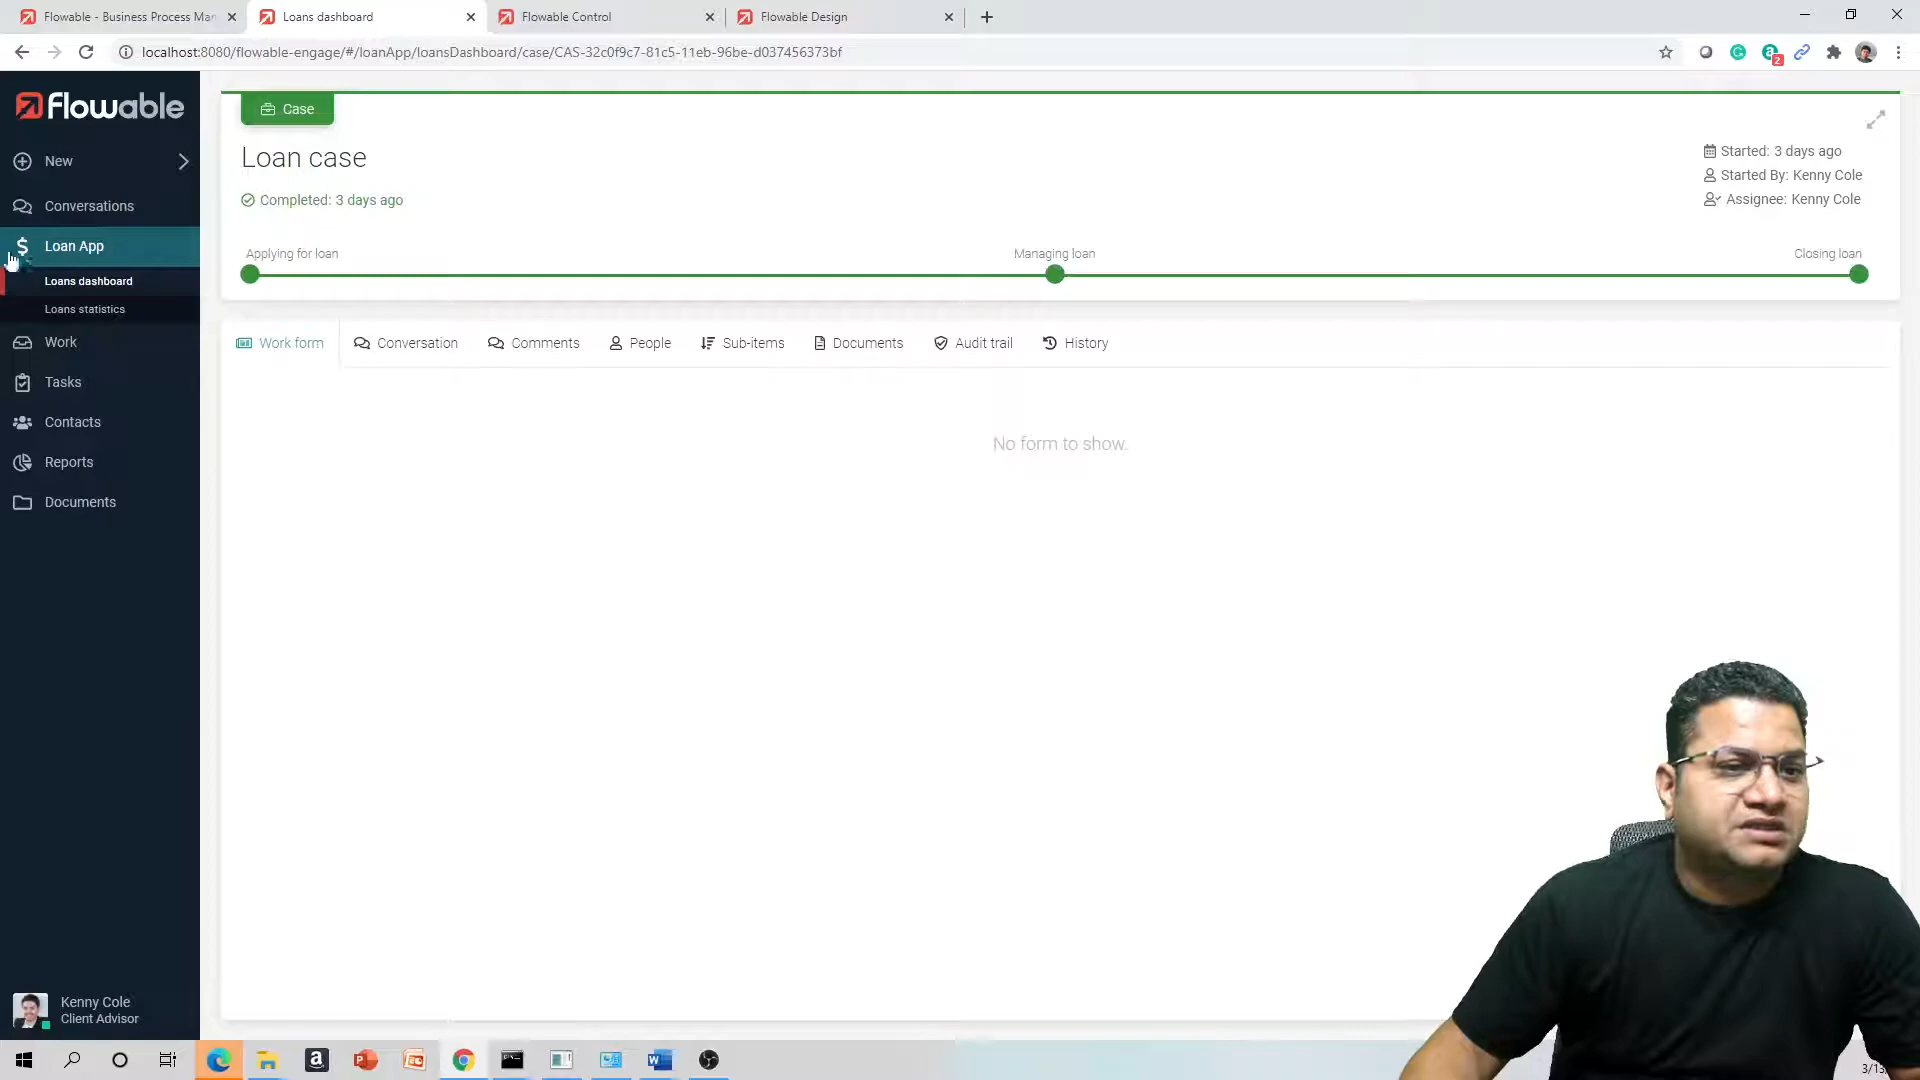 Flowable - Business Process Mar
Loans dashboard
Flowable Control
Flowable Design
localhost:8080/flowable-engage/#/loanApp/loansDashboard/case/CAS-32c0f9c7-81c5-11eb-96be-d037456373bf
2
flowable
New
Conversations
Loan App
Loans dashboard
Loans statistics
Work
Tasks
Contacts
Reports
Documents
Kenny Cole
Client Advisor
Case
Loan case
Completed: 3 days ago
Started: 3 days ago
Started By: Kenny Cole
Assignee: Kenny Cole
Applying for loan
Managing loan
Closing loan
Work form
Conversation
Comments
People
Sub-items
Documents
Audit trail
History
No form to show.